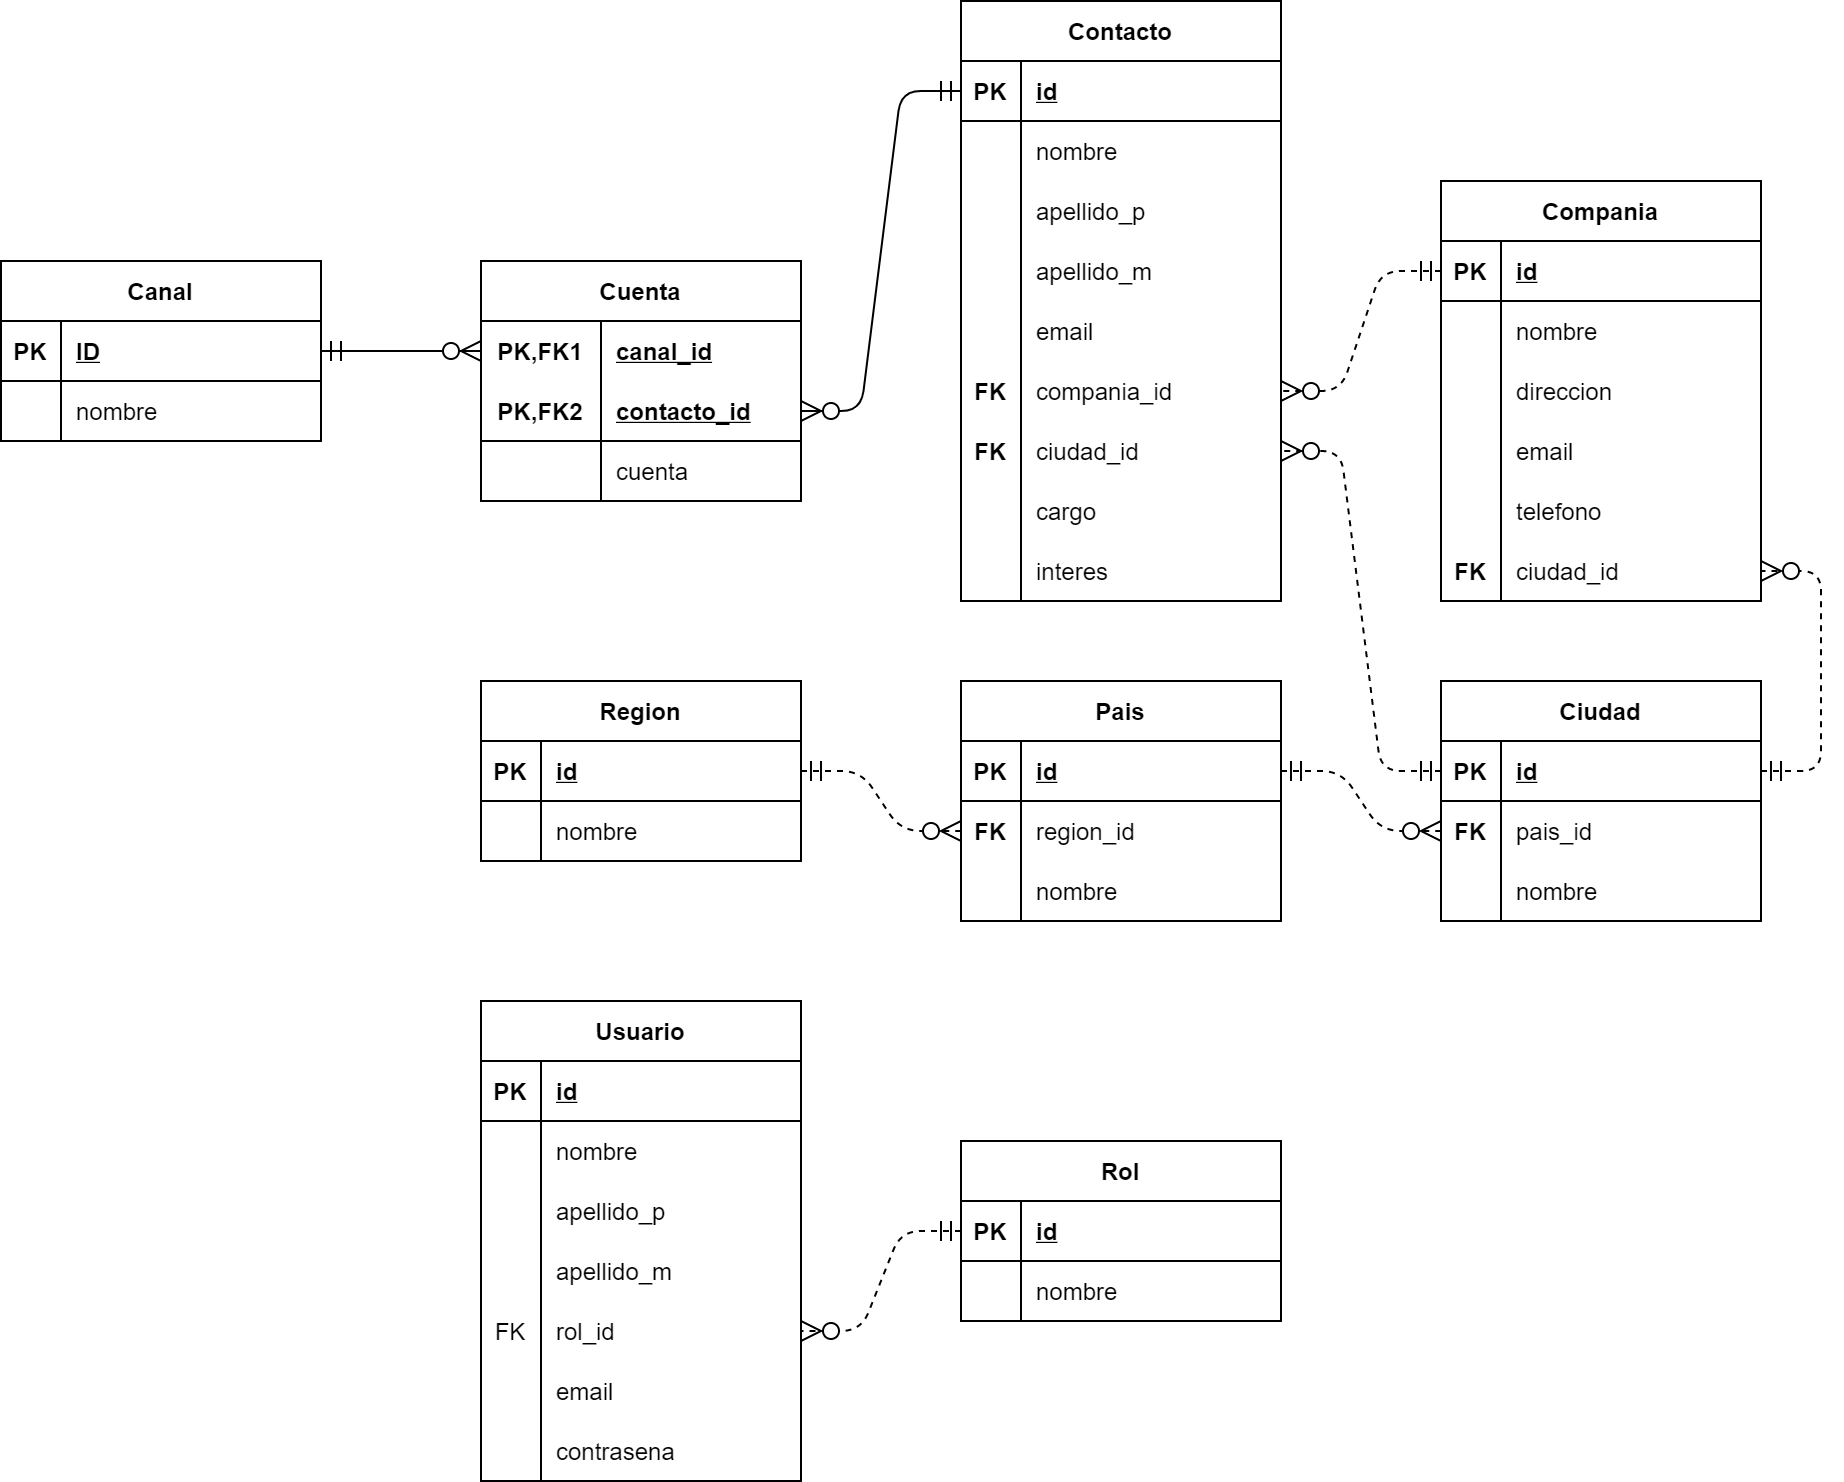 Contacto
PK id
nombre
apellido_p
apellido_m
email
FK compania_id
FK ciudad_id
cargo
interes
Compania
PK id
nombre
direccion
email
telefono
FK ciudad_id
Canal
PK ID
nombre
Cuenta
PK,FK1 canal_id
PK,FK2 contacto_id
cuenta
Region
PK id
nombre
Pais
PK id
FK region_id
nombre
Ciudad
PK id
FK pais_id
nombre
Usuario
PK id
nombre
apellido_p
apellido_m
FK rol_id
email
contrasena
Rol
PK id
nombre